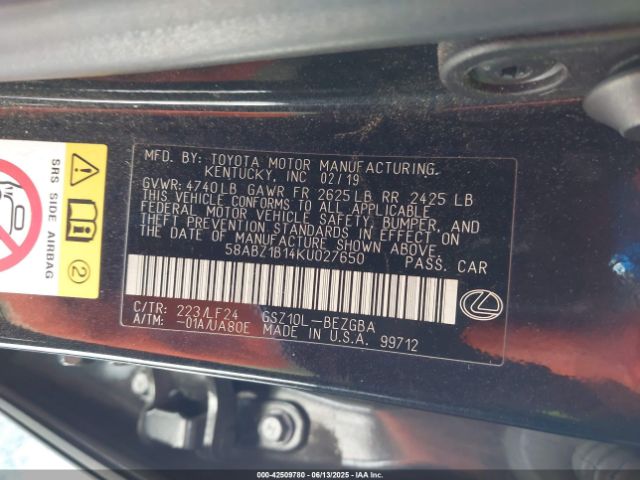 SRS SIDE AIRBAG
2
MFD. BY: TOYOTA MOTOR MANUFACTURING,
KENTUCKY, INC 02/19
GVWR: 4740LB GAWR FR 2625LB RR 2425 LB
THIS VEHICLE CONFORMS TO ALL APPLICABLE
FEDERAL MOTOR VEHICLE SAFETY, BUMPER, AND
THEFT PREVENTION STANDARDS IN EFFECT ON
THE DATE OF MANUFACTURE SHOWN ABOVE.
58ABZ1B14KU027650 PASS. CAR
C/TR: 223/LF24 GSZ10L-BEZGBA
A/TM: -01A/UA80E MADE IN U.S.A. 99712
000-42509780 - 06/13/2025 - IAAI.COM